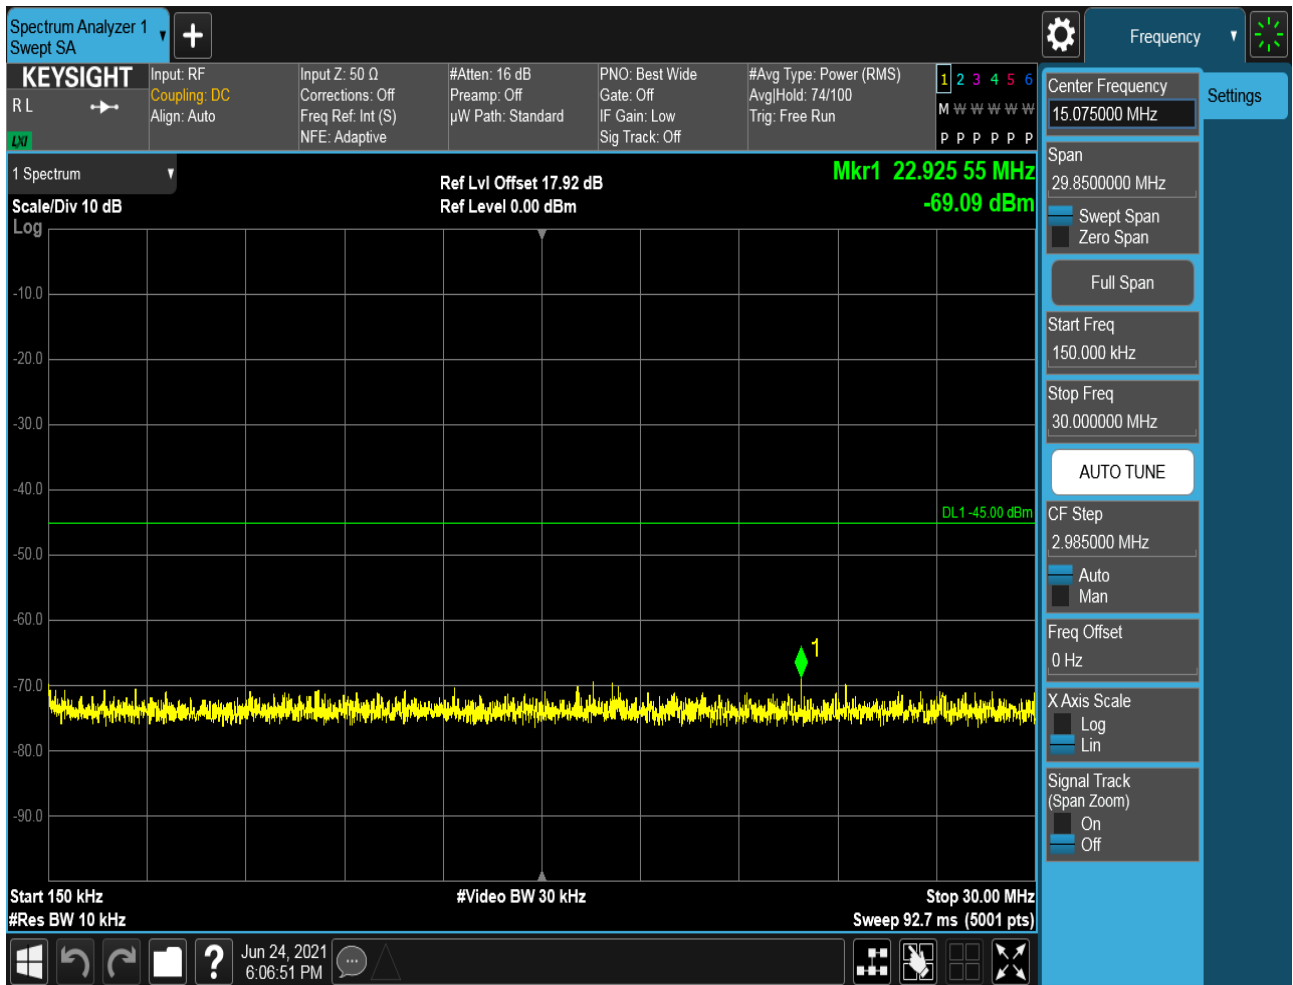 Spectrum Analyzer 1
Swept SA
Frequency
KEYSIGHT
R L
LXI
Input: RF
Coupling: DC
Align: Auto
Input Z: 50 Ω
Corrections: Off
Freq Ref: Int (S)
NFE: Adaptive
#Atten: 16 dB
Preamp: Off
µW Path: Standard
PNO: Best Wide
Gate: Off
IF Gain: Low
Sig Track: Off
#Avg Type: Power (RMS)
Avg|Hold: 74/100
Trig: Free Run
1 2 3 4 5 6
M W W W W W
P P P P P P
1 Spectrum
Scale/Div 10 dB
Log
Ref Lvl Offset 17.92 dB
Ref Level 0.00 dBm
Mkr1 22.925 55 MHz
-69.09 dBm
-10.0
-20.0
-30.0
-40.0
DL1 -45.00 dBm
-50.0
-60.0
1
-70.0
-80.0
-90.0
Start 150 kHz
#Res BW 10 kHz
#Video BW 30 kHz
Stop 30.00 MHz
Sweep 92.7 ms (5001 pts)
?
Jun 24, 2021
6:06:51 PM
Center Frequency
15.075000 MHz
Settings
Span
29.8500000 MHz
Swept Span
Zero Span
Full Span
Start Freq
150.000 kHz
Stop Freq
30.000000 MHz
AUTO TUNE
CF Step
2.985000 MHz
Auto
Man
Freq Offset
0 Hz
X Axis Scale
Log
Lin
Signal Track
(Span Zoom)
On
Off